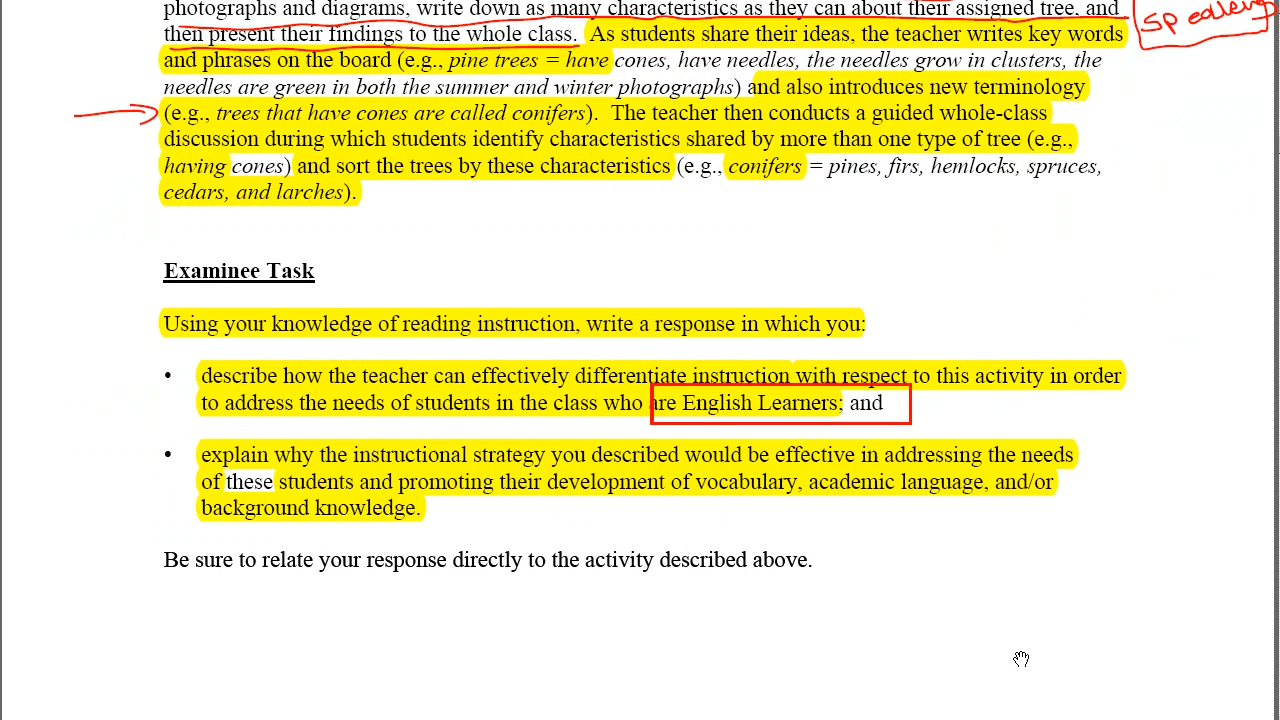 photographs and diagrams, write down as many characteristics as they can about their assigned tree, and
then present their findings to the whole class. As students share their ideas, the teacher writes key words
and phrases on the board (e.g., pine trees = have cones, have needles, the needles grow in clusters, the
needles are green in both the summer and winter photographs) and also introduces new terminology
(e.g., trees that have cones are called conifers). The teacher then conducts a guided whole-class
discussion during which students identify characteristics shared by more than one type of tree (e.g.,
having cones) and sort the trees by these characteristics (e.g., conifers = pines, firs, hemlocks, spruces,
cedars, and larches).
Examinee Task
Using your knowledge of reading instruction, write a response in which you:
• describe how the teacher can effectively differentiate instruction with respect to this activity in order
to address the needs of students in the class who are English Learners; and
• explain why the instructional strategy you described would be effective in addressing the needs
of these students and promoting their development of vocabulary, academic language, and/or
background knowledge.
Be sure to relate your response directly to the activity described above.